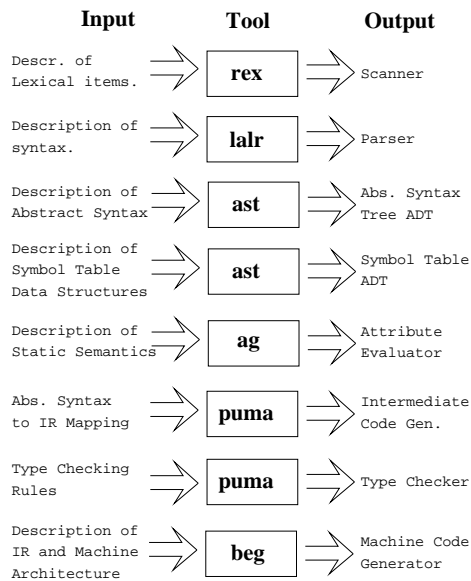 Input Tool Output
Descr. of
Lexical items.
rex
Scanner
Description of
syntax.
lalr
Parser
Description of
Abstract Syntax
ast
Abs. Syntax
Tree ADT
Description of
Symbol Table
Data Structures
ast
Symbol Table
ADT
Description of
Static Semantics
ag
Attribute
Evaluator
Abs. Syntax
to IR Mapping
puma
Intermediate
Code Gen.
Type Checking
Rules
puma
Type Checker
Description of
IR and Machine
Architecture
beg
Machine Code
Generator